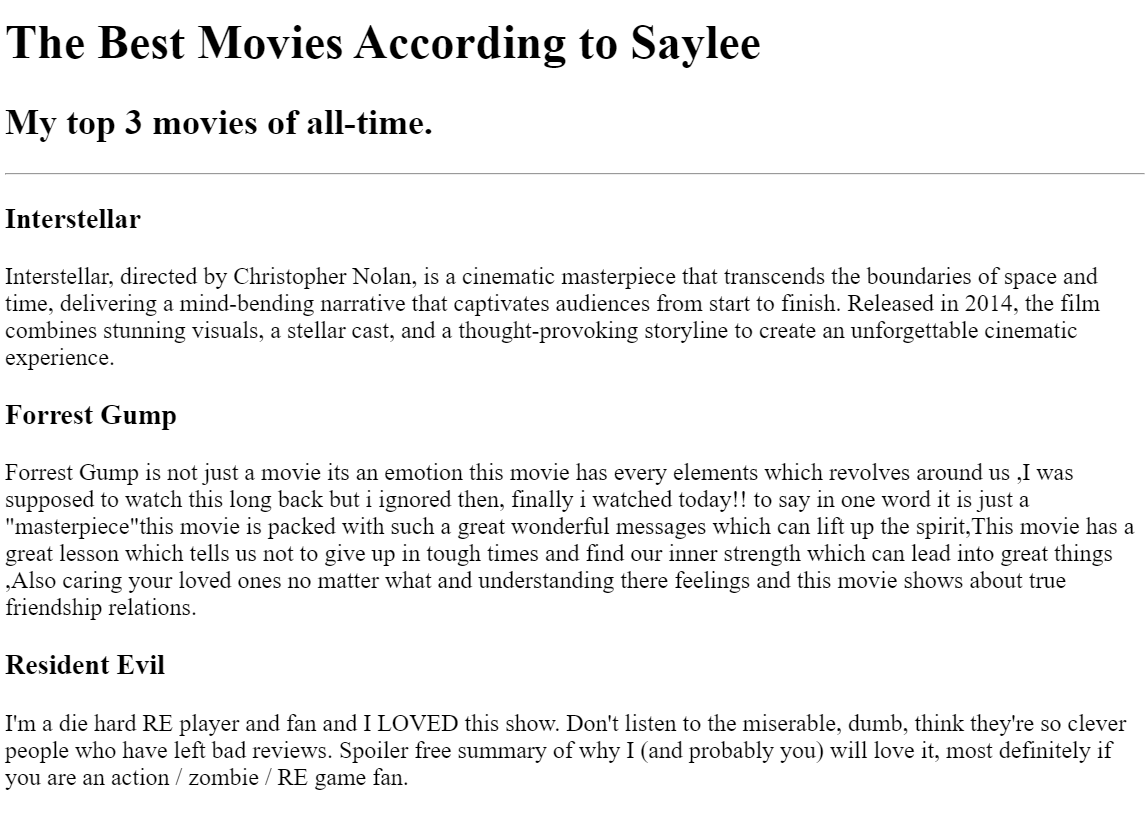 The Best Movies According to Saylee
My top 3 movies of all-time.
Interstellar
Interstellar, directed by Christopher Nolan, is a cinematic masterpiece that transcends the boundaries of space and
time, delivering a mind-bending narrative that captivates audiences from start to finish. Released in 2014, the film
combines stunning visuals, a stellar cast, and a thought-provoking storyline to create an unforgettable cinematic
experience.
Forrest Gump
Forrest Gump is not just a movie its an emotion this movie has every elements which revolves around us ,I was
supposed to watch this long back but i ignored then, finally i watched today!! to say in one word it is just a
"masterpiece"this movie is packed with such a great wonderful messages which can lift up the spirit,This movie has a
great lesson which tells us not to give up in tough times and find our inner strength which can lead into great things
,Also caring your loved ones no matter what and understanding there feelings and this movie shows about true
friendship relations.
Resident Evil
I'm a die hard RE player and fan and I LOVED this show. Don't listen to the miserable, dumb, think they're so clever
people who have left bad reviews. Spoiler free summary of why I (and probably you) will love it, most definitely if
you are an action / zombie / RE game fan.